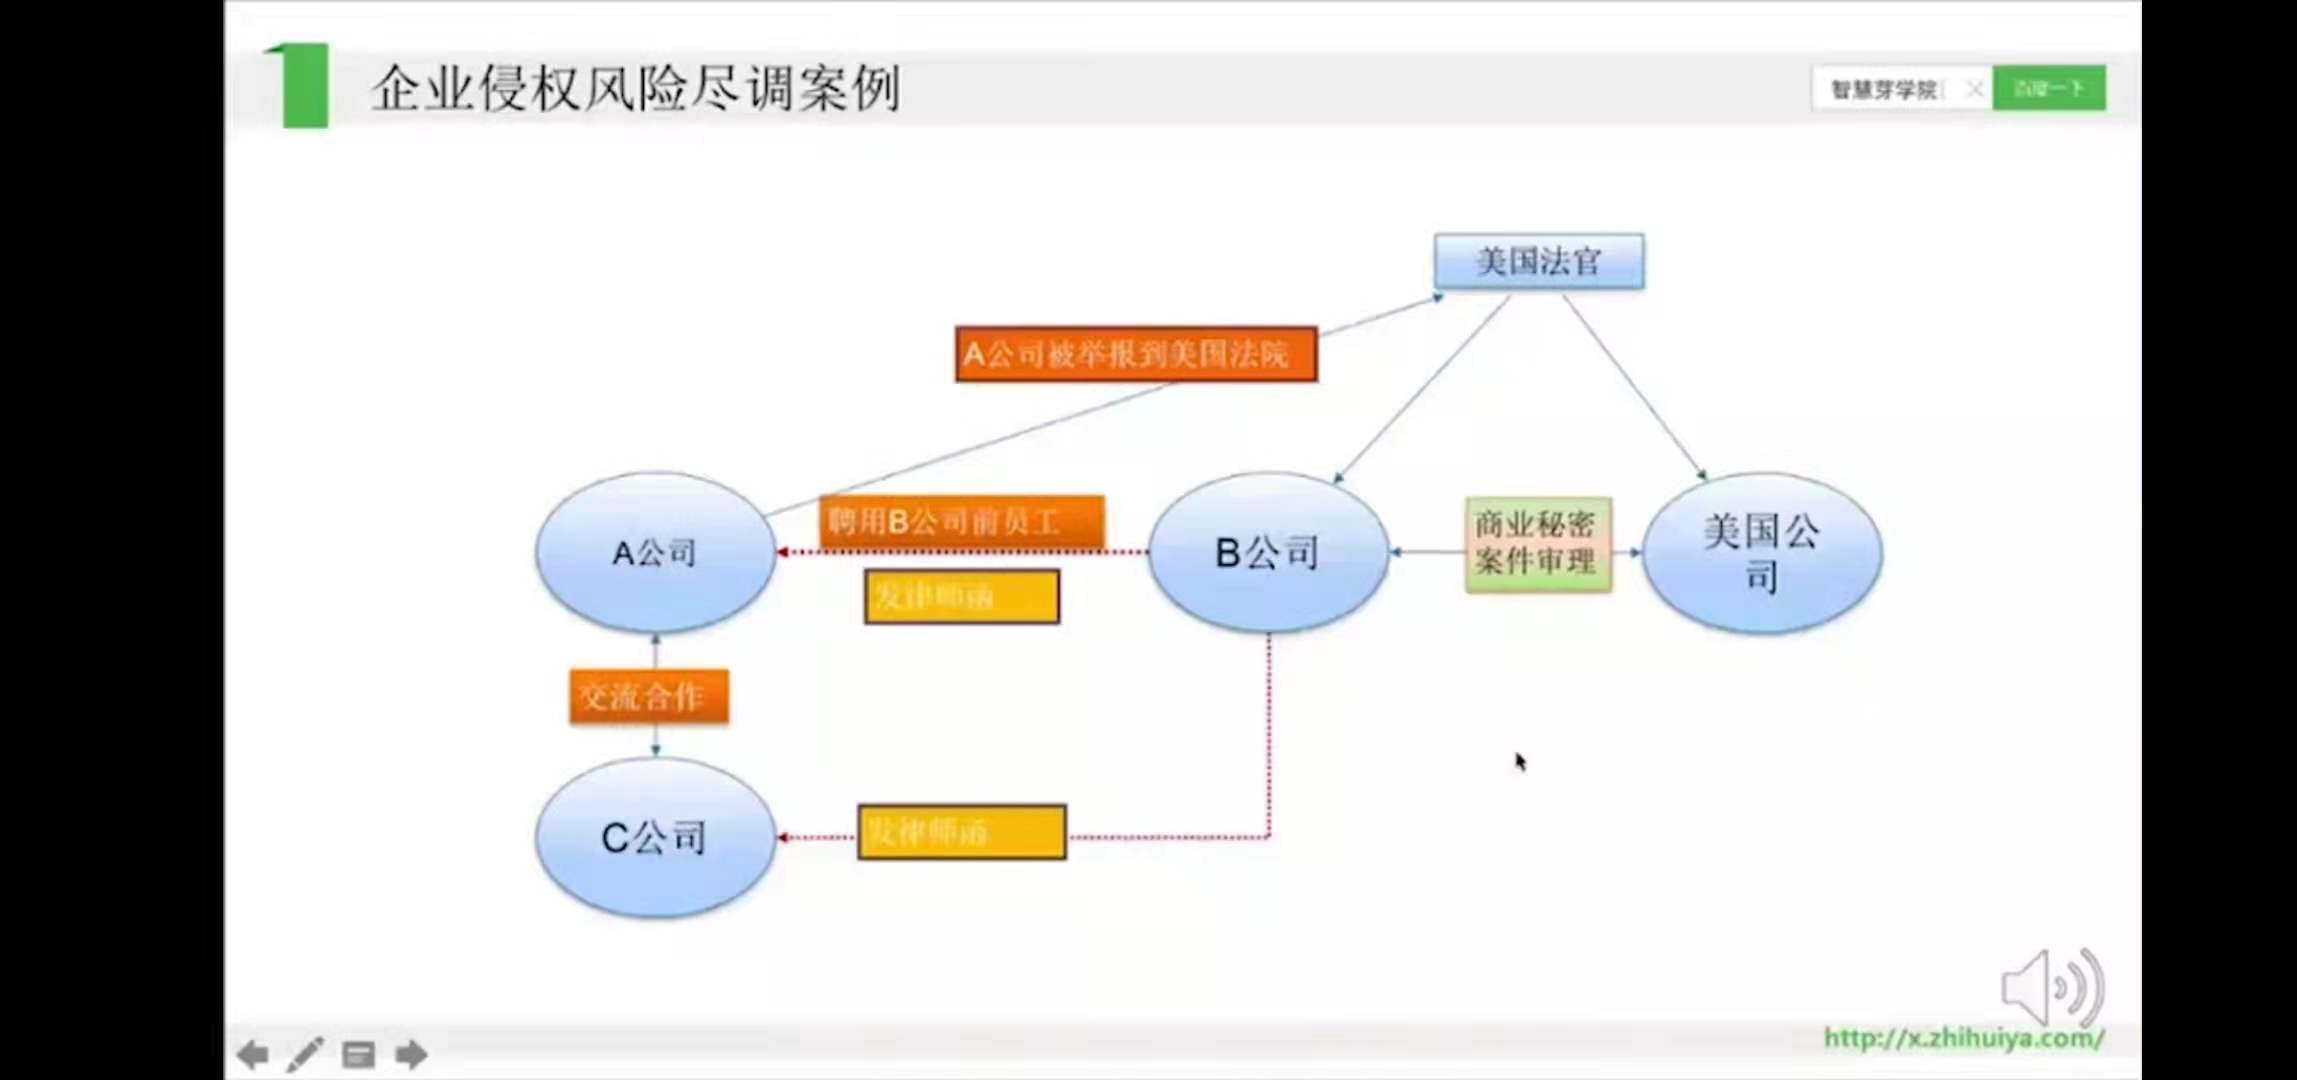 企业侵权风险尽调案例
智慧芽学院
百度一下
美国法官
A公司被举报到美国法院
聘用B公司前员工
A公司
B公司
商业秘密
案件审理
美国公
司
发律师函
交流合作
C公司
发律师函
http://x.zhihuiya.com/